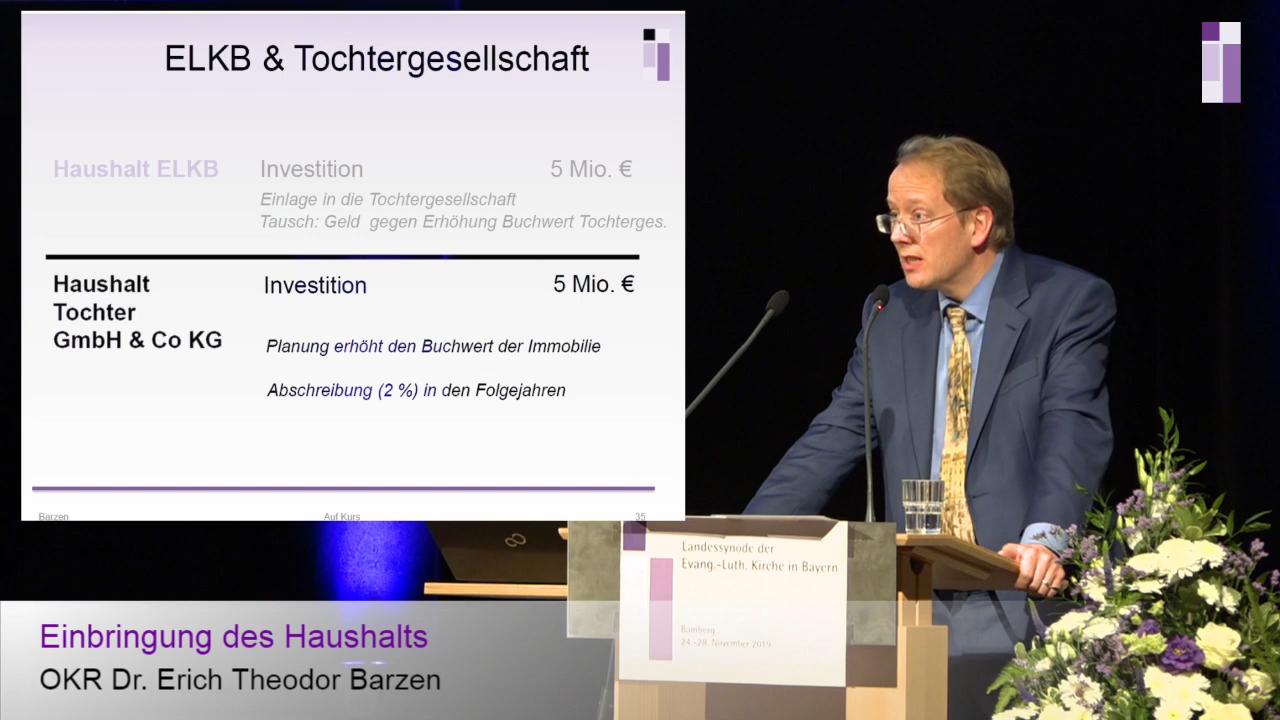 ELKB & Tochtergesellschaft
Haushalt ELKB Investition 5 Mio. €
Einlage in die Tochtergesellschaft
Tausch: Geld gegen Erhöhung Buchwert Tochterges.
Haushalt Investition 5 Mio. €
Tochter
GmbH & Co KG
Planung erhöht den Buchwert der Immobilie
Abschreibung (2 %) in den Folgejahren
Barzen Auf Kurs 35
Landessynode der
Evang.-Luth. Kirche in Bayern
Bamberg
24.-28. November 2019
Einbringung des Haushalts
OKR Dr. Erich Theodor Barzen